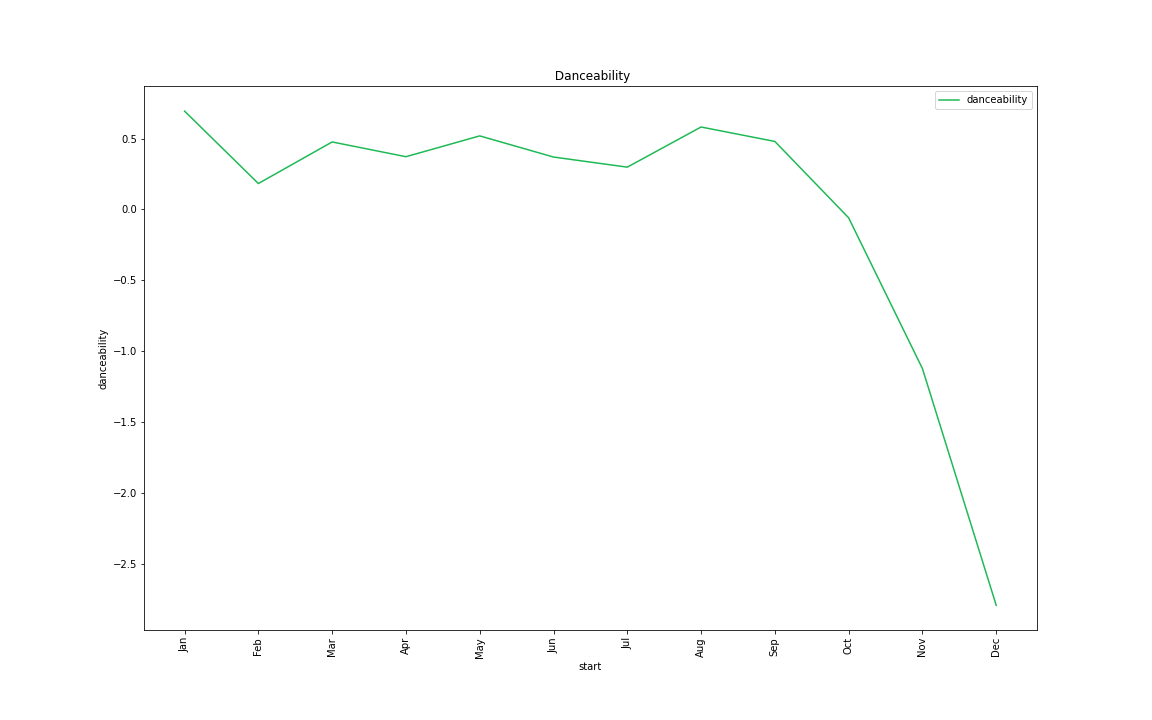 Danceability
danceability
0.5
0.0
−0.5
−1.0
−1.5
−2.0
−2.5
danceability
Jan Feb Mar Apr May Jun Jul Aug Sep Oct Nov Dec
start